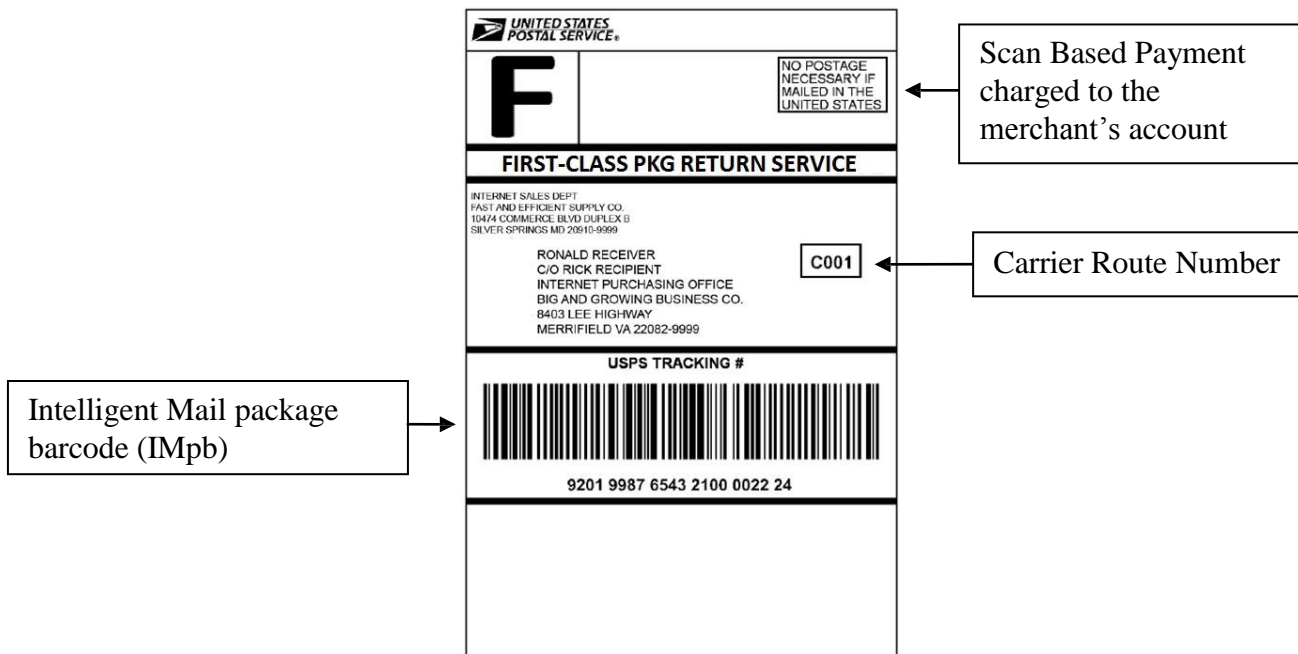 UNITED STATES
POSTAL SERVICE®
F
NO POSTAGE
NECESSARY IF
MAILED IN THE
UNITED STATES
Scan Based Payment
charged to the
merchant’s account
FIRST-CLASS PKG RETURN SERVICE
INTERNET SALES DEPT
FAST AND EFFICIENT SUPPLY CO.
10474 COMMERCE BLVD DUPLEX B
SILVER SPRINGS MD 20910-9999
RONALD RECEIVER
C/O RICK RECIPIENT
INTERNET PURCHASING OFFICE
BIG AND GROWING BUSINESS CO.
8403 LEE HIGHWAY
MERRIFIELD VA 22082-9999
C001
Carrier Route Number
USPS TRACKING #
Intelligent Mail package
barcode (IMpb)
9201 9987 6543 2100 0022 24